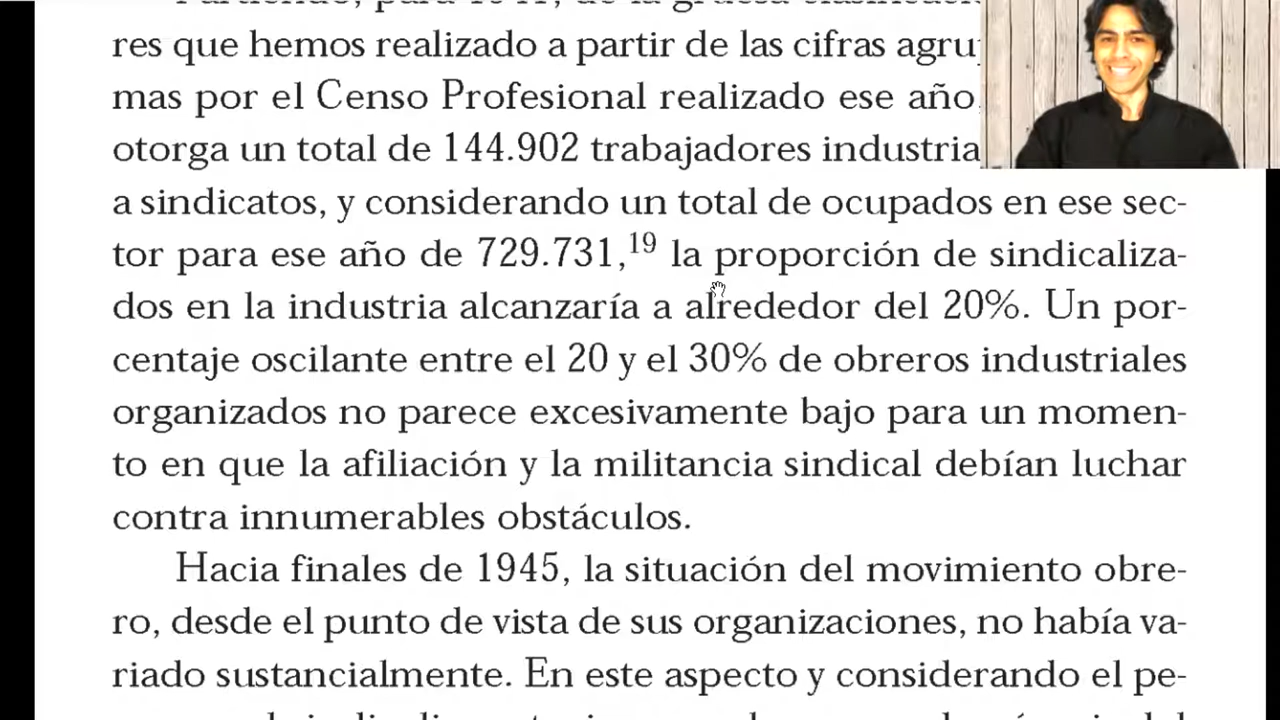 res que hemos realizado a partir de las cifras
mas por el Censo Profesional realizado ese año
otorga un total de 144.902 trabajadores
a sindicatos, y considerando un total de ocupados en ese sec-
tor para ese año de 729.731,19 la proporción de sindicaliza-
dos en la industria alcanzaría a alrededor del 20%. Un por-
centaje oscilante entre el 20 y el 30% de obreros industriales
organizados no parece excesivamente bajo para un momen-
to en que la afiliación y la militancia sindical debían luchar
contra innumerables obstáculos.
Hacia finales de 1945, la situación del movimiento obre-
ro, desde el punto de vista de sus organizaciones, no había va-
riado sustancialmente. En este aspecto y considerando el pe-